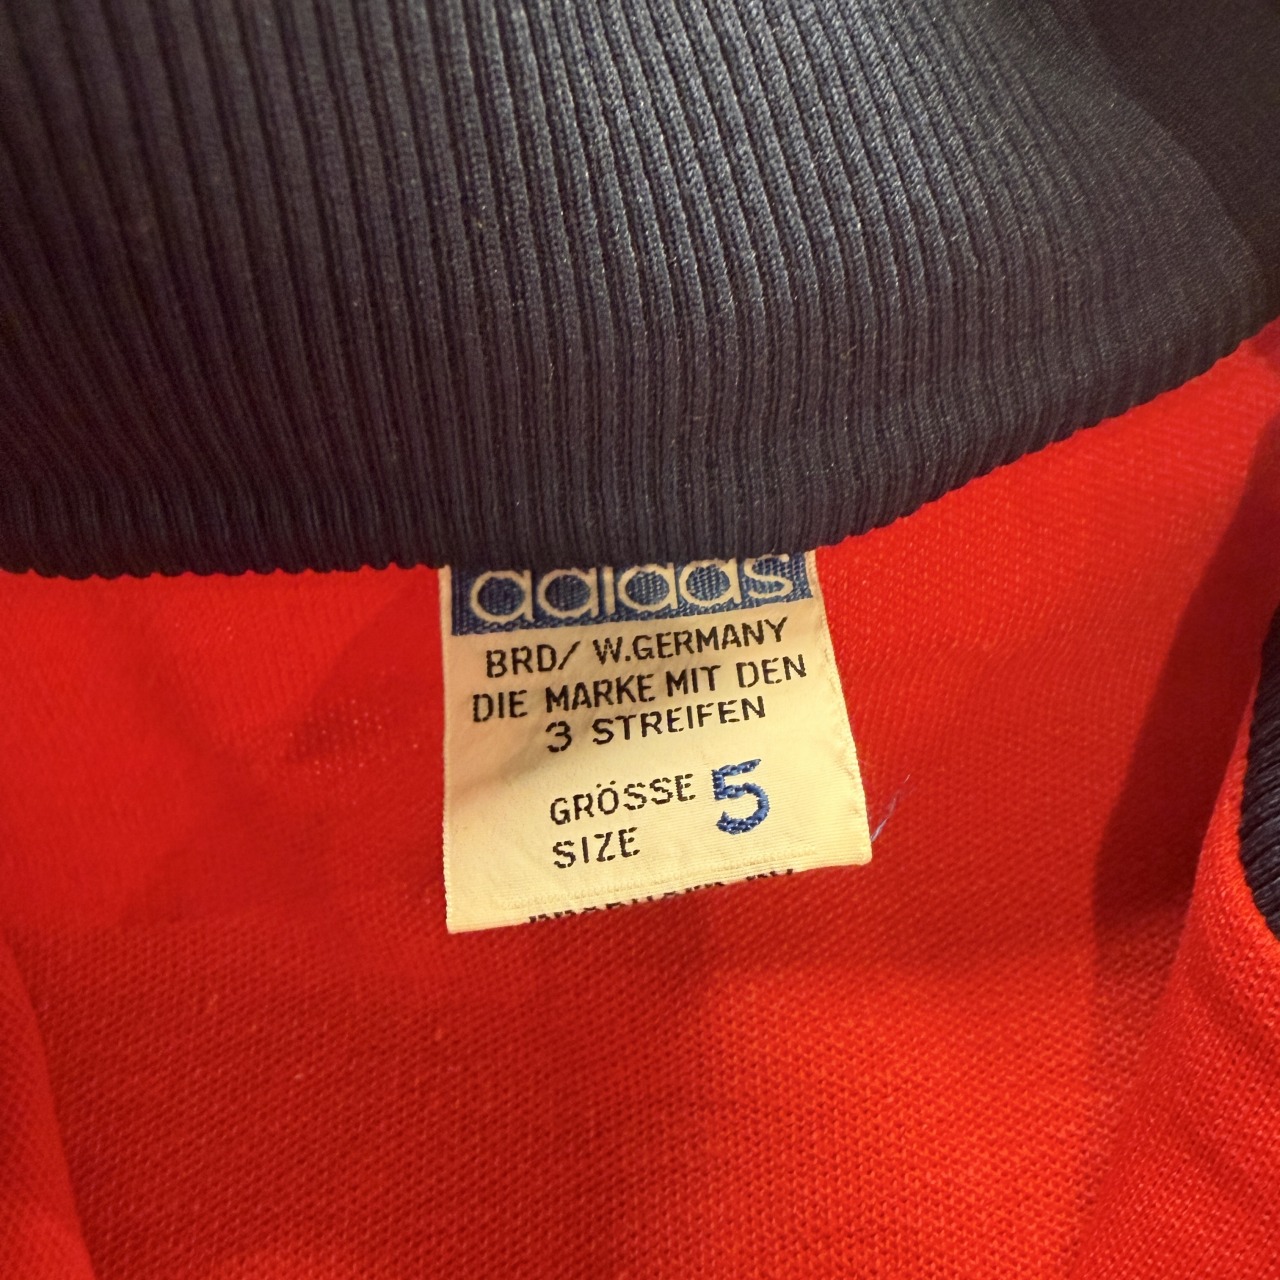 adidas
BRD/ W.GERMANY
DIE MARKE MIT DEN
3 STREIFEN
GRÖSSE 5
SIZE